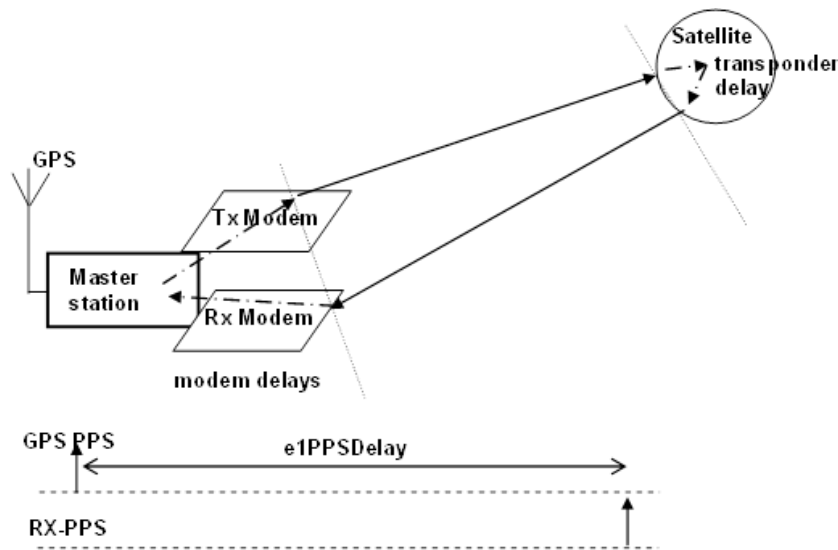 Satellite
transponder
delay
GPS
Tx Modem
Master
station
Rx Modem
modem delays
GPS PPS
e1PPSDelay
RX-PPS